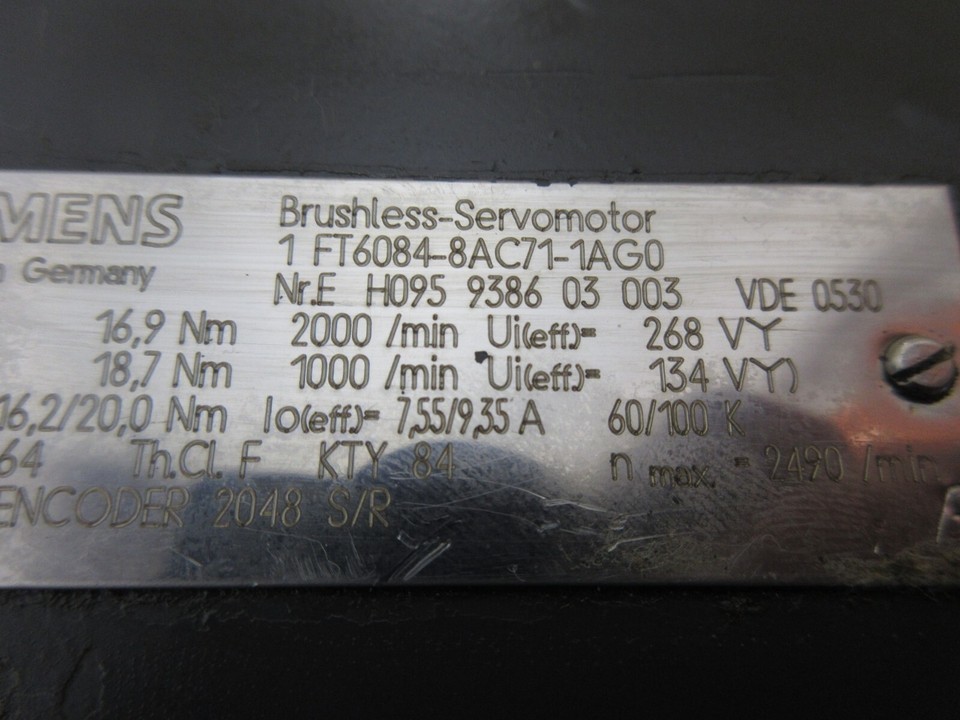 MENS Brushless-Servomotor
Germany 1 FT6084-8AC71-1AG0
Nr.E H095 9386 03 003 VDE 0530
16,9 Nm 2000 /min Ui(eff)= 268 VY
18,7 Nm 1000 /min Ui(eff)= 134 VY)
16,2/20,0 Nm Io(eff)= 7,55/9,35 A 60/100 K
64 Th.Cl. F KTY 84 n max. = 2490 /min
ENCODER 2048 S/R